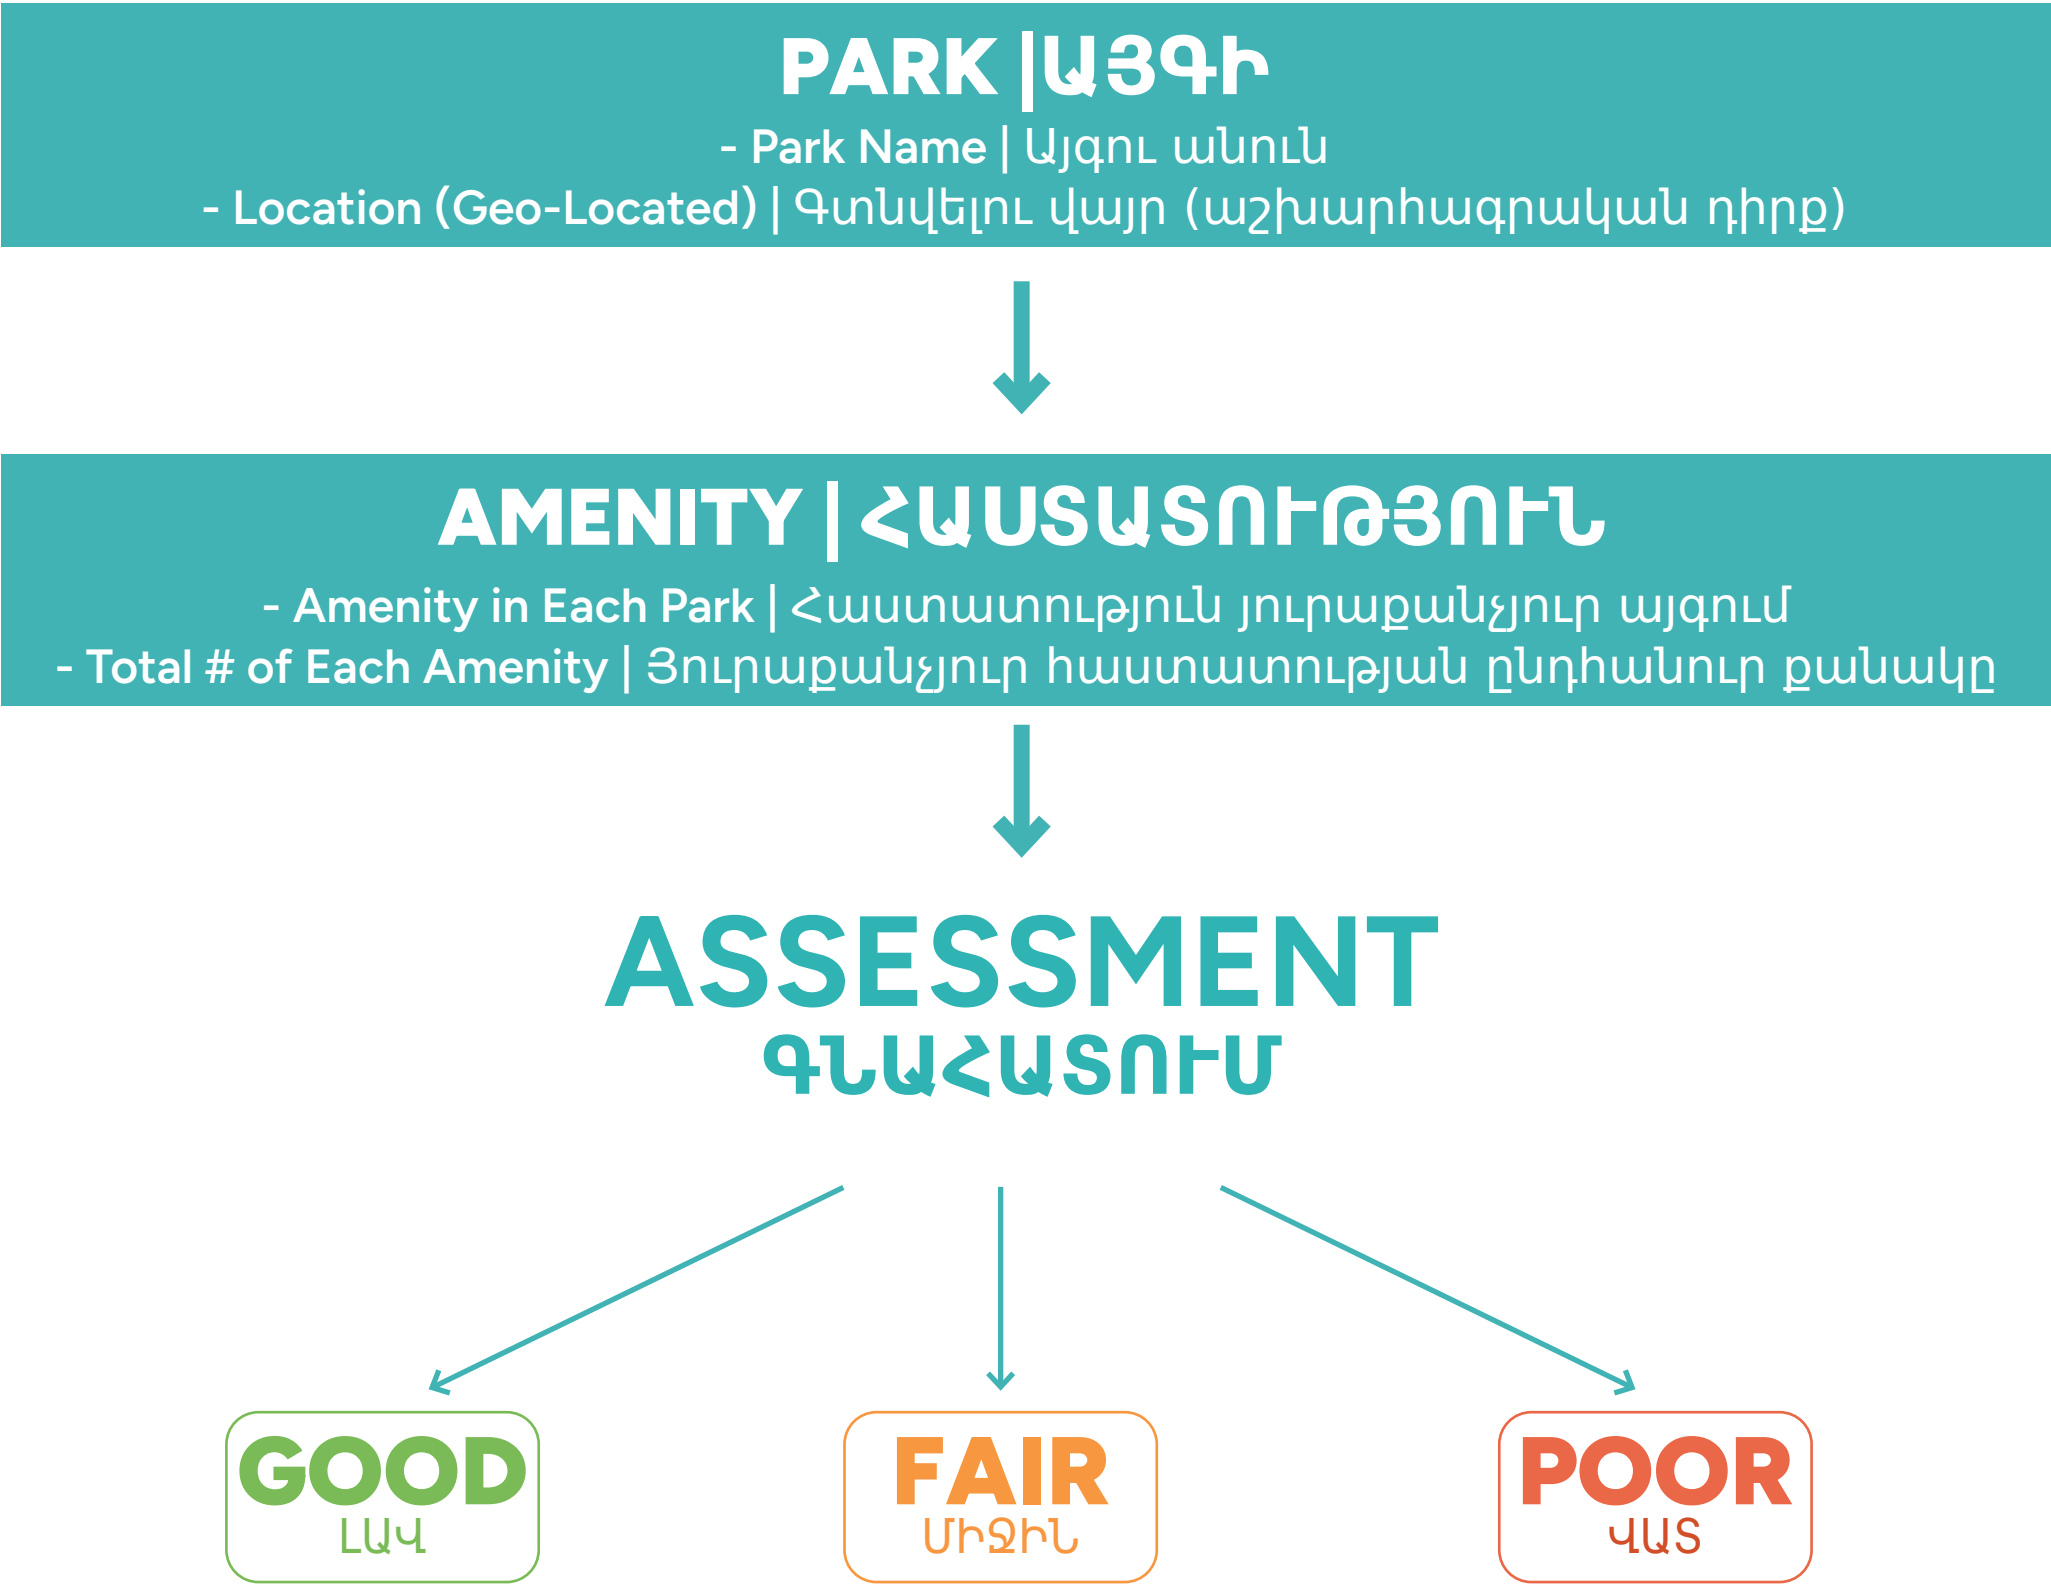 PARK |ԱՅԳԻ
- Park Name | Այգու անուն
- Location (Geo-Located) | Գտնվելու վայր (աշխարհագրական դիրք)
AMENITY | ՀԱՍՏԱՏՈՒԹՅՈՒՆ
- Amenity in Each Park | Հաստատություն յուրաքանչյուր այգում
- Total # of Each Amenity | Յուրաքանչյուր հաստատության ընդհանուր քանակը
ASSESSMENT
ԳՆԱՀԱՏՈՒՄ
GOOD
ԼԱՎ
FAIR
ՄԻՋԻՆ
POOR
ՎԱՏ